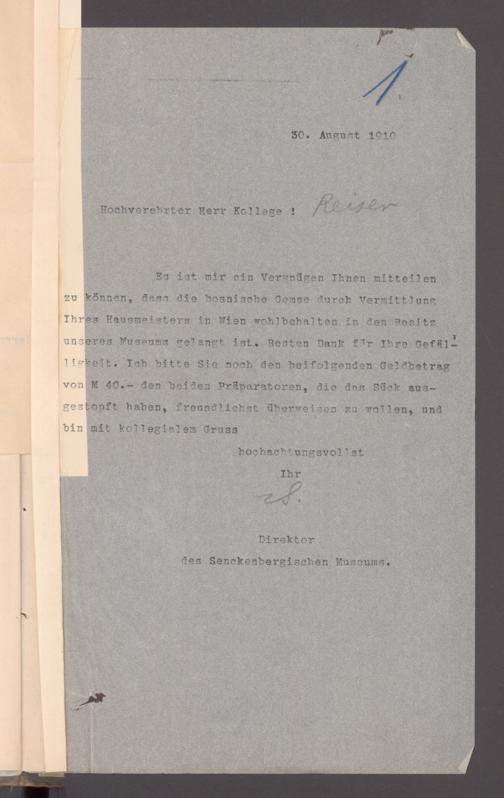 1.
30. August 1910
Hochverehrter Herr Kollege ! Reiser
Es ist mir ein Vergnügen Ihnen mitteilen
zu können, dass die bosnische Gemse durch Vermittlung
Ihres Hausmeisters in Wien wohlbehalten in den Besitz
unseres Museums gelangt ist. Besten Dank für Ihre Gefäl-
ligkeit. Ich bitte Sie noch den beifolgenden Geldbetrag
von M 40.- den beiden Präparatoren, die das Sück aus-
gestopft haben, freundlichst überweisen zu wollen, und
bin mit kollegialem Gruss
hochachtungsvollst
Ihr
Direktor
des Senckenbergischen Museums.